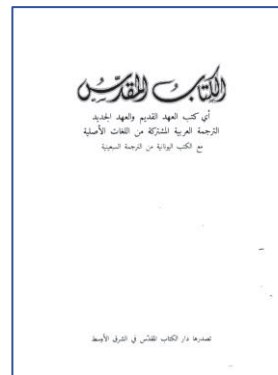 الكتاب المقدس
أي كتب العهد القديم والعهد الجديد
الترجمة العربية المشتركة من اللغات الأصلية
مع الكتب اليونانية من الترجمة السبعينية
تصدرها دار الكتاب المقدس في الشرق الأوسط